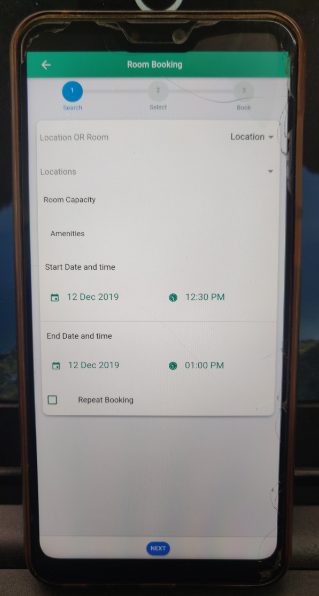 Room Booking
1 2 3
Search Select Book
Location OR Room Location
Locations
Room Capacity
Amenities
Start Date and time
12 Dec 2019 12:30 PM
End Date and time
12 Dec 2019 01:00 PM
Repeat Booking
NEXT